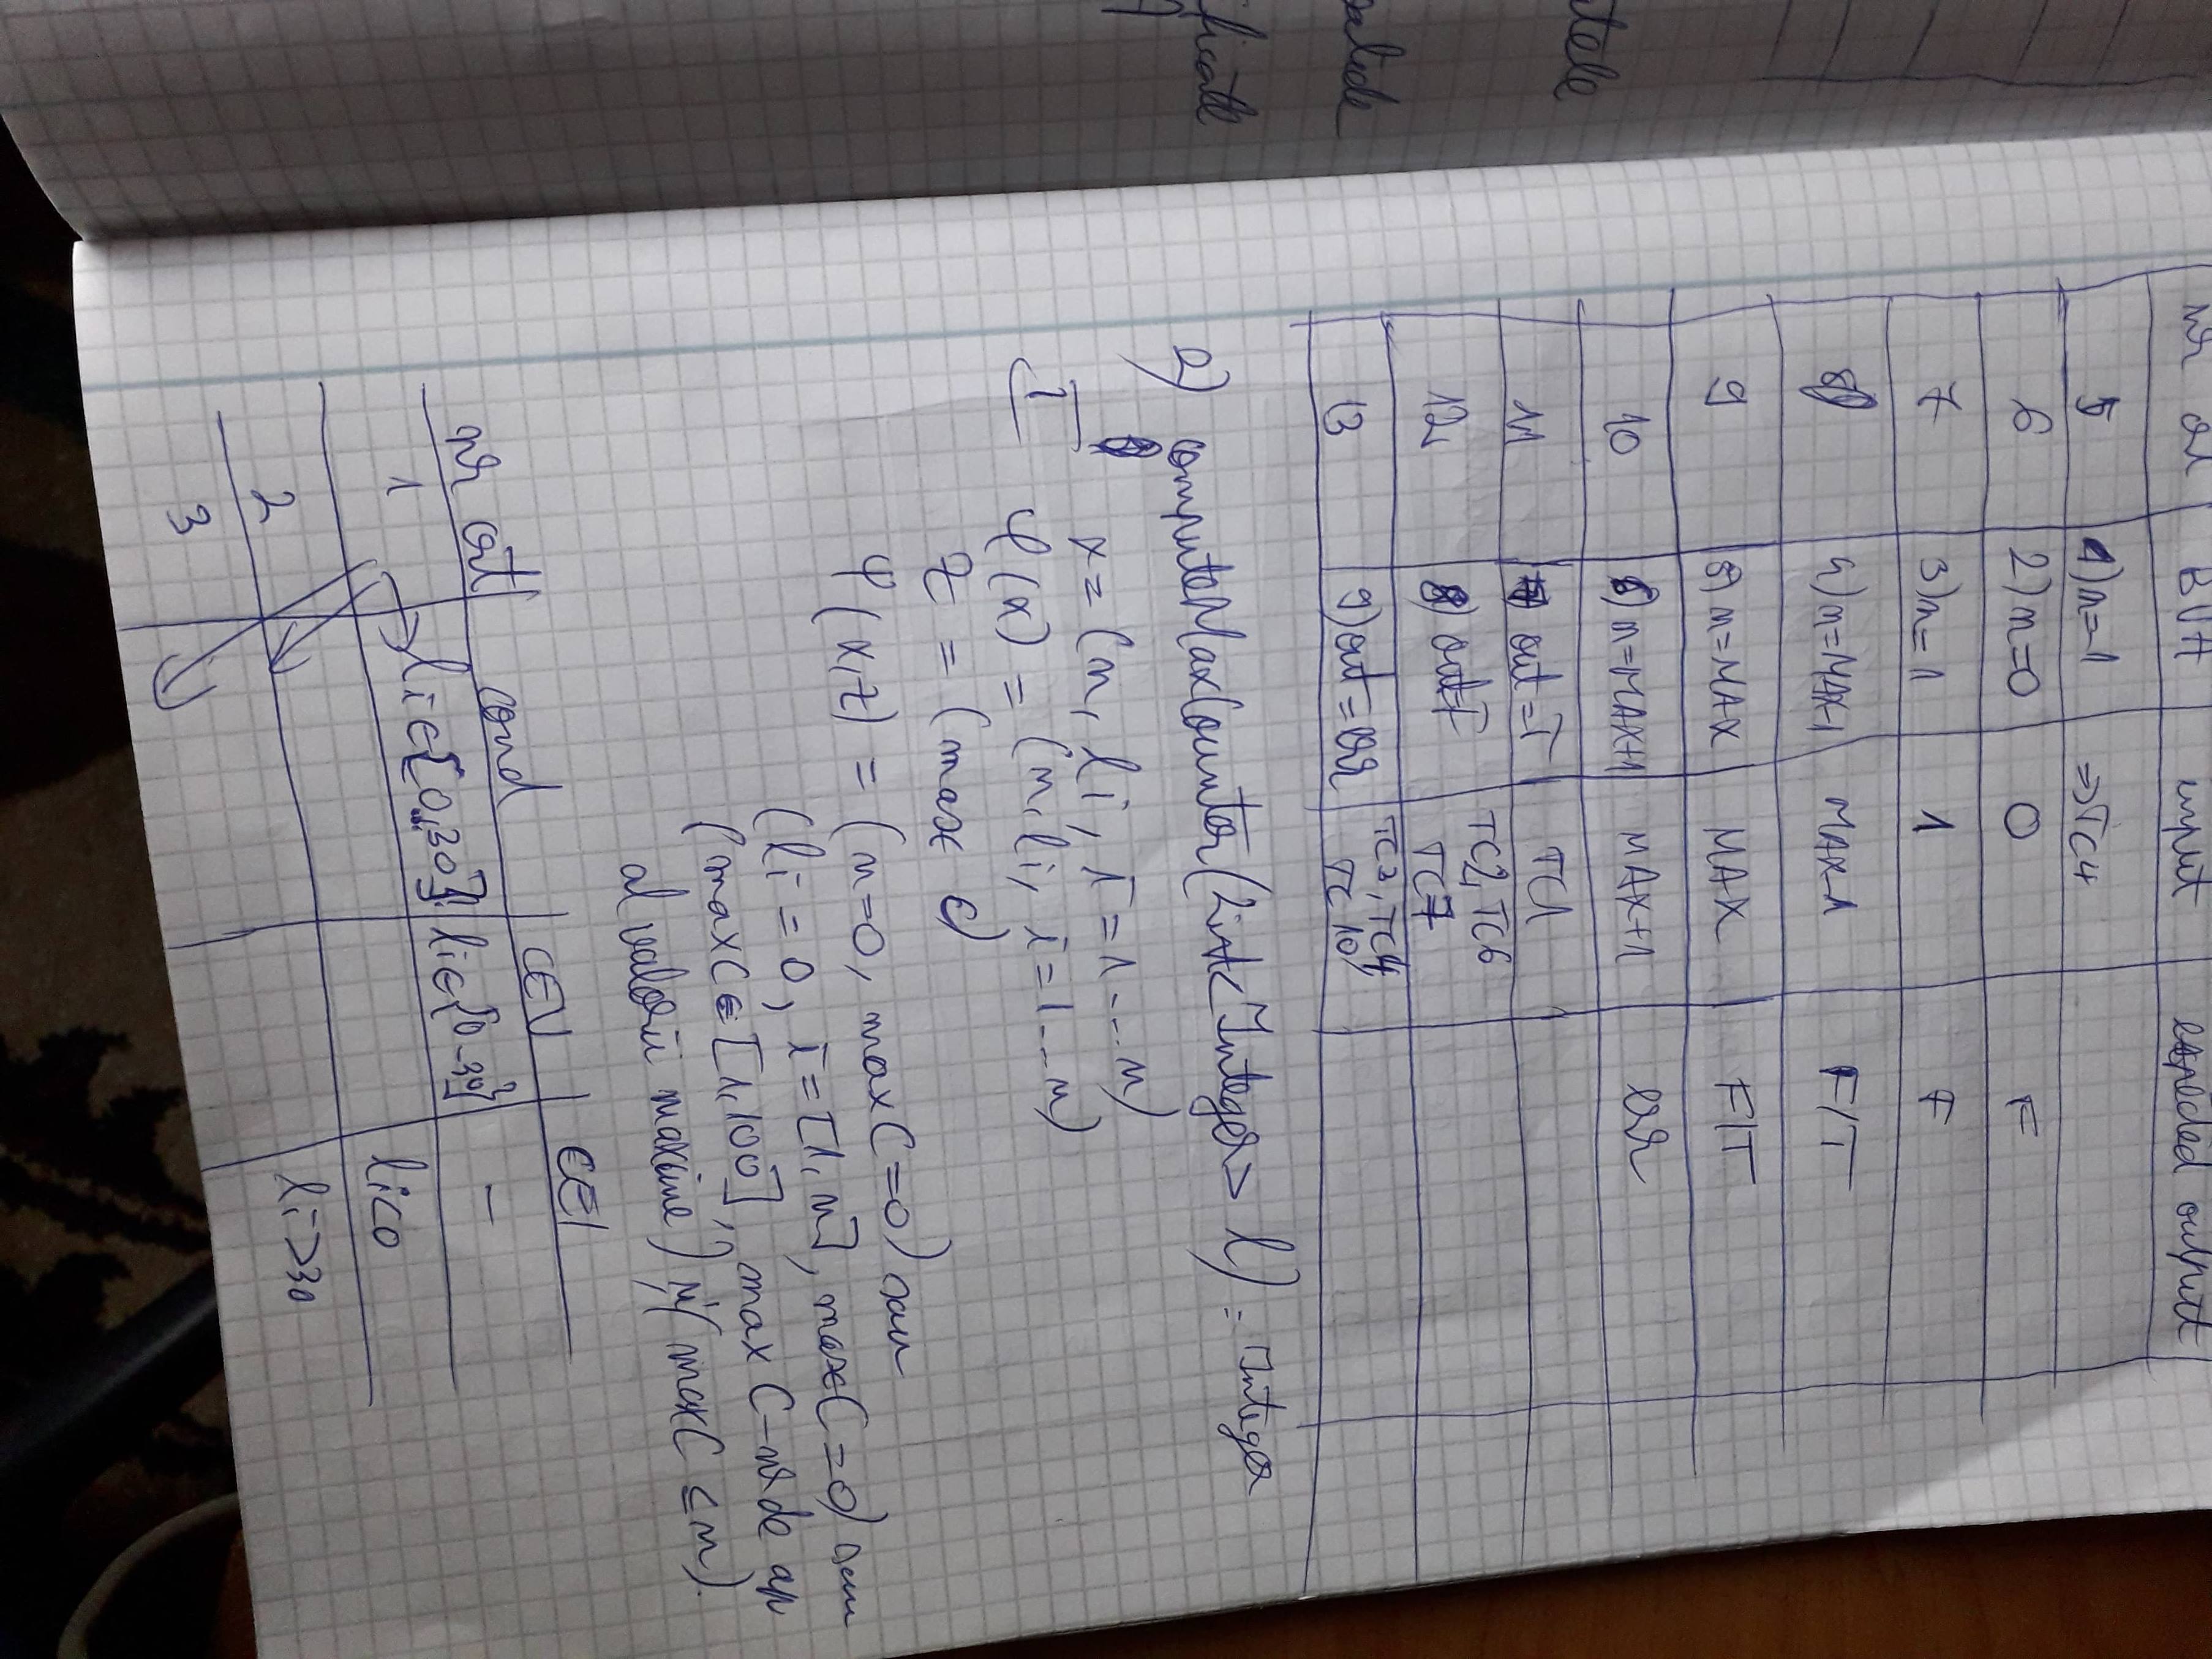 nr crt BVA input expected output
5 1) n=-1 => TC4
6 2) n=0 0 F
7 3) n=1 1 F
8 4) n=MAX-1 MAX-1 F/T
9 5) n=MAX MAX F/T
10 6) n=MAX+1 MAX+1 err
11 7) out=T TC1
12 8) out=F TC2, TC6 TC7
13 9) out=err TC3, TC4 TC10
2) computeMaxCounter(List<Integer> l) : Integer
I x=(n, li, i=1...n)
φ(x) = (n, li, i=1...n)
z = (max C)
ψ(x,z) = (n=0, maxC=0) sau
(li=0, i=[1,n], maxC=0) sau
(maxC∈[1,100], max C-nr de ap
al valorii maxime) și maxC ≤ n).
nr crt cond CEV CEI
1 li∈{[0..30]} li∈{0-30} -
2 li<0
3 li>30